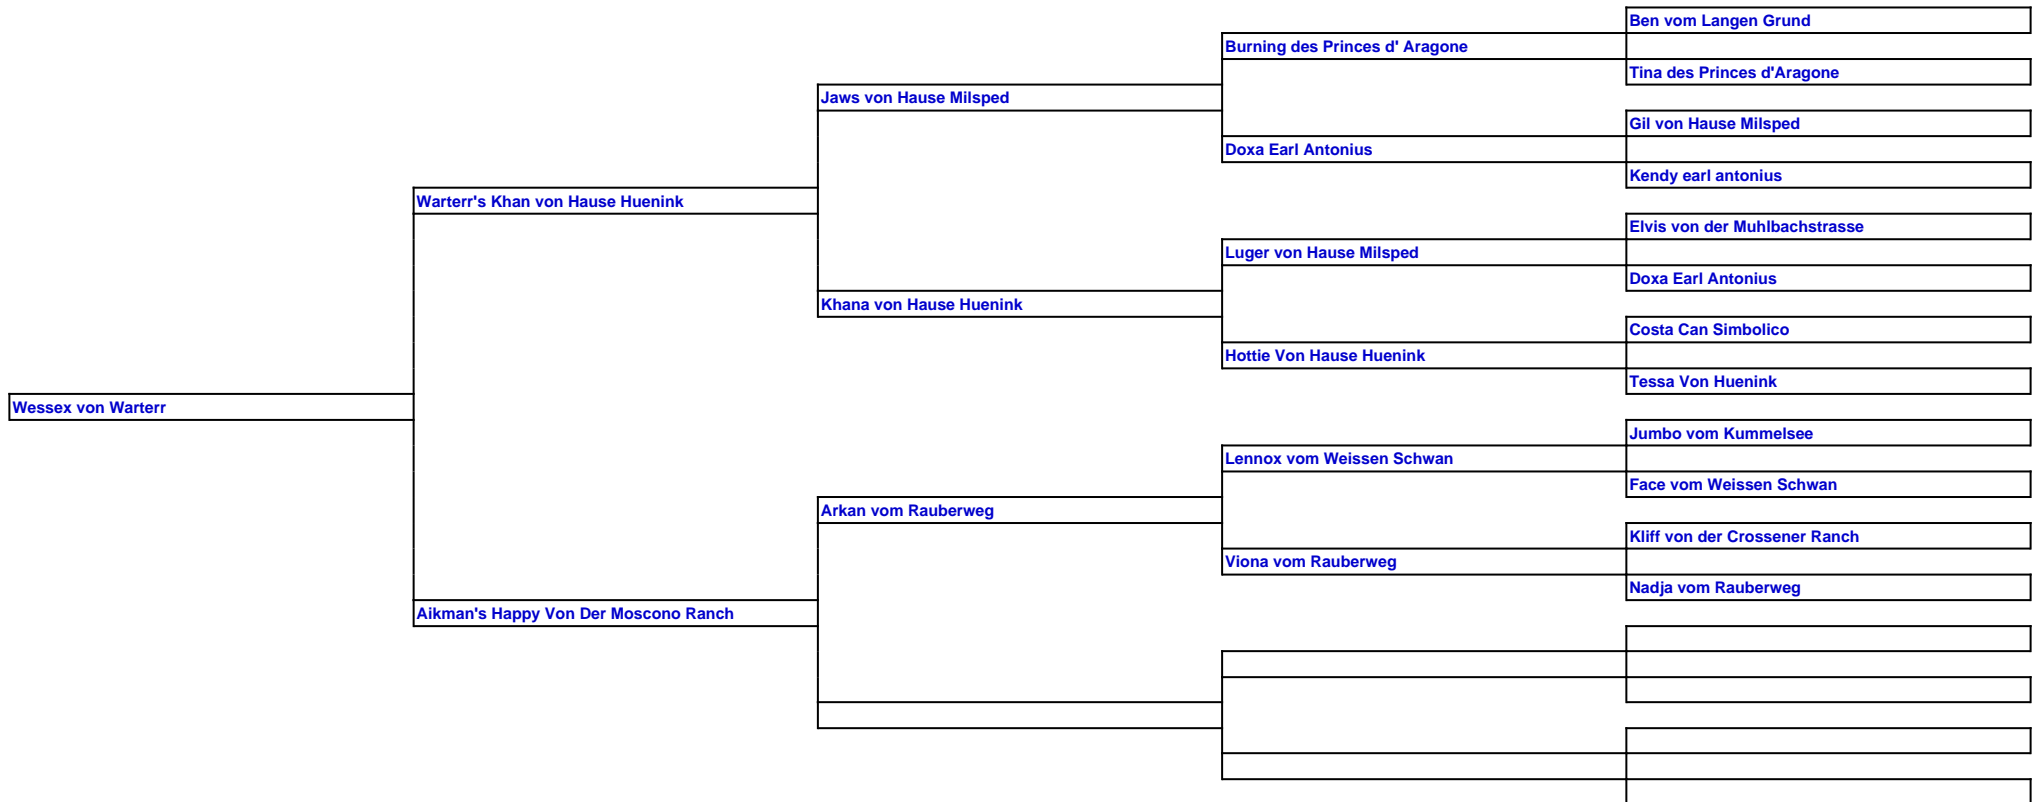 Ben vom Langen Grund
Burning des Princes d' Aragone
Tina des Princes d'Aragone
Jaws von Hause Milsped
Gil von Hause Milsped
Doxa Earl Antonius
Kendy earl antonius
Warterr's Khan von Hause Huenink
Elvis von der Muhlbachstrasse
Luger von Hause Milsped
Doxa Earl Antonius
Khana von Hause Huenink
Costa Can Simbolico
Hottie Von Hause Huenink
Tessa Von Huenink
Wessex von Warterr
Jumbo vom Kummelsee
Lennox vom Weissen Schwan
Face vom Weissen Schwan
Arkan vom Rauberweg
Kliff von der Crossener Ranch
Viona vom Rauberweg
Nadja vom Rauberweg
Aikman's Happy Von Der Moscono Ranch